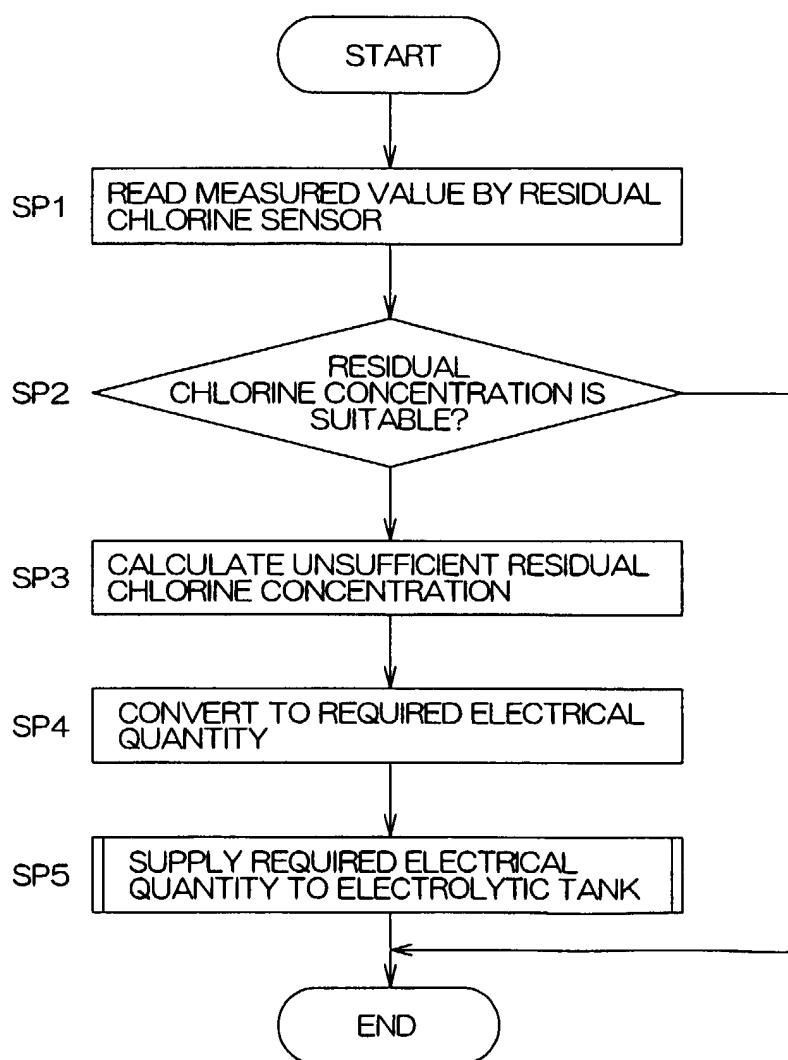 START
SP1
READ MEASURED VALUE BY RESIDUAL
CHLORINE SENSOR
SP2
RESIDUAL
CHLORINE CONCENTRATION IS
SUITABLE?
SP3
CALCULATE UNSUFFICIENT RESIDUAL
CHLORINE CONCENTRATION
SP4
CONVERT TO REQUIRED ELECTRICAL
QUANTITY
SP5
SUPPLY REQUIRED ELECTRICAL
QUANTITY TO ELECTROLYTIC TANK
END